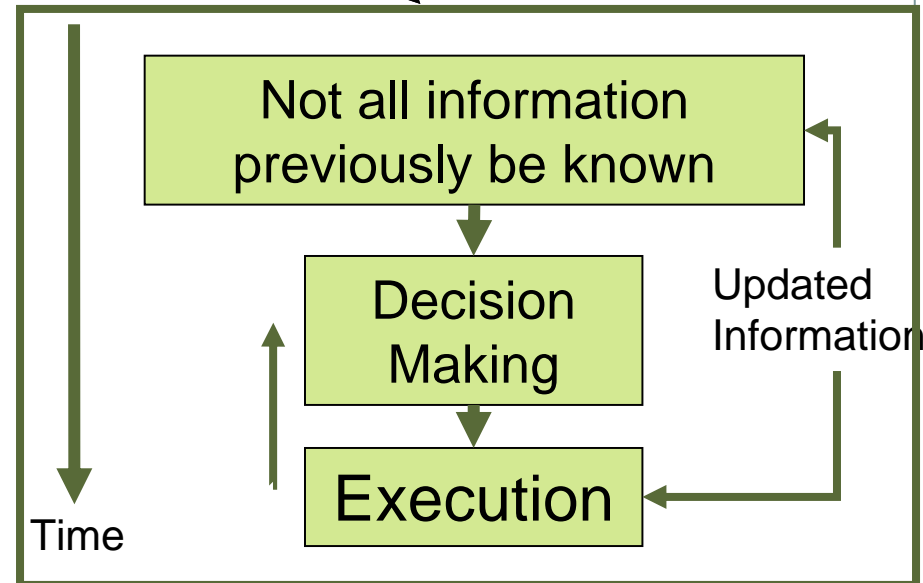 Not all information
previously be known
Decision
Making
Updated
Information
Execution
Time